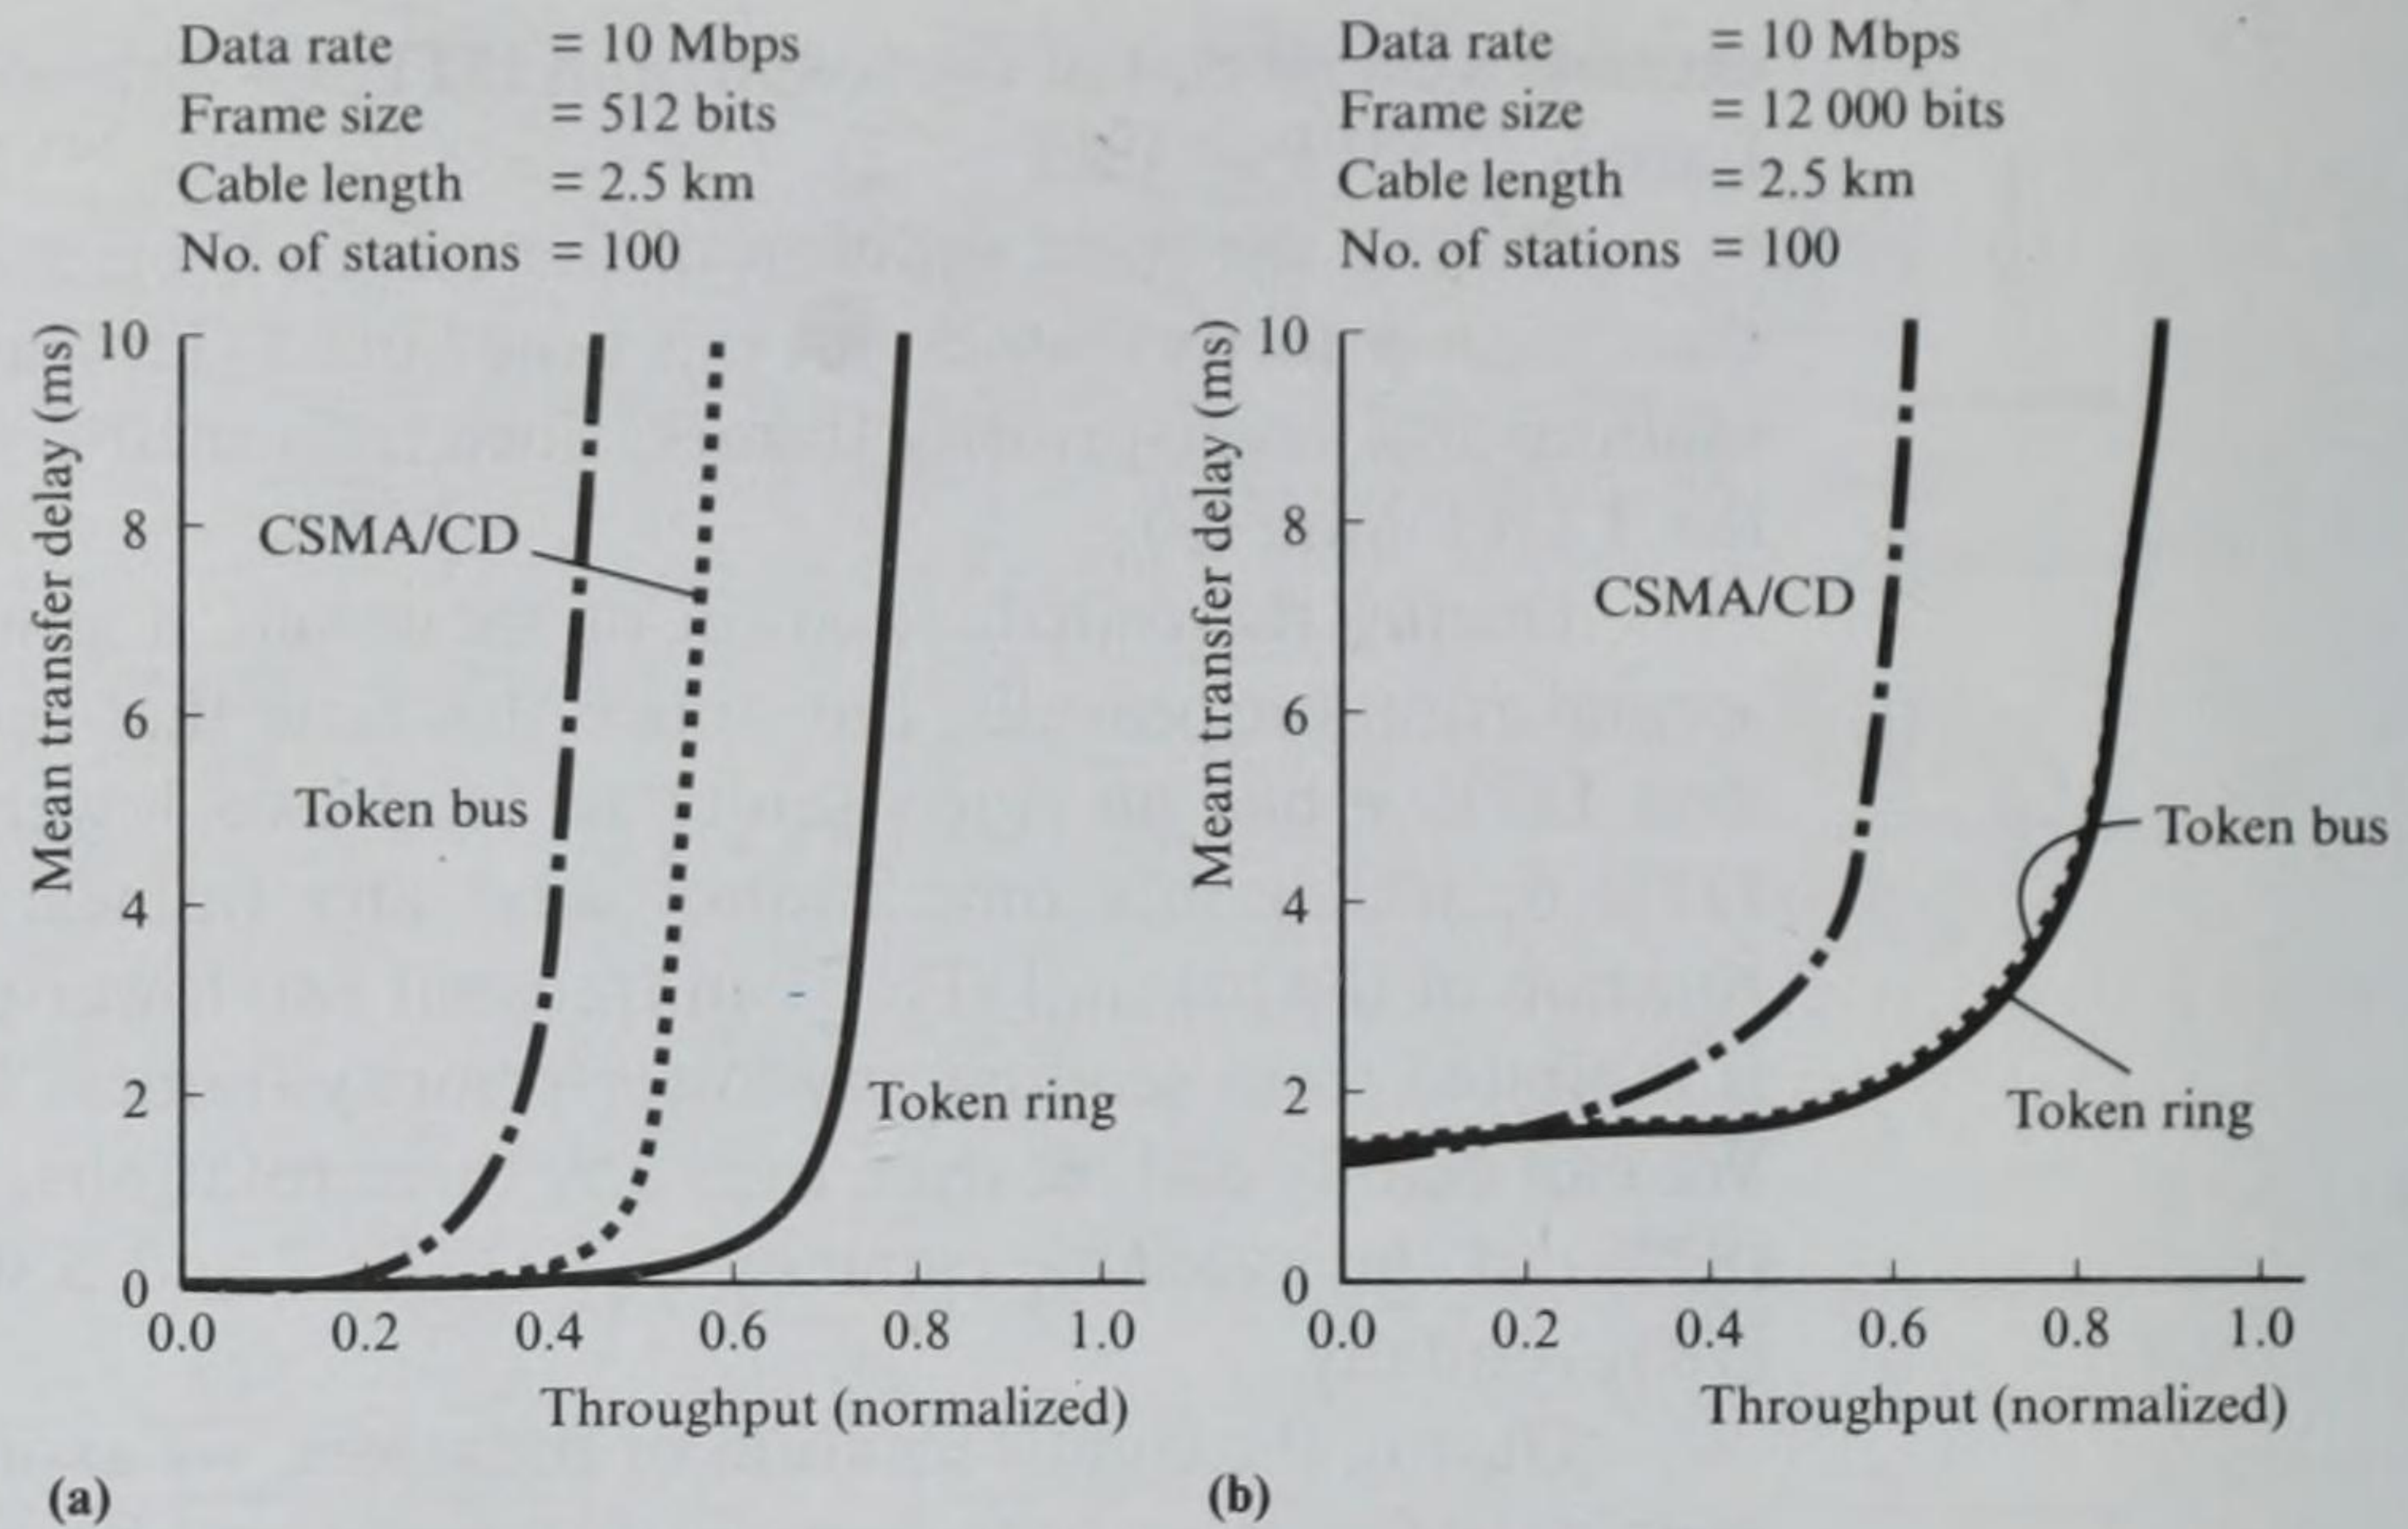 Data rate = 10 Mbps
Frame size = 512 bits
Cable length = 2.5 km
No. of stations = 100
Mean transfer delay (ms)
10
8
6
4
2
0
CSMA/CD
Token bus
Token ring
0.0 0.2 0.4 0.6 0.8 1.0
Throughput (normalized)
(a)
Data rate = 10 Mbps
Frame size = 12 000 bits
Cable length = 2.5 km
No. of stations = 100
Mean transfer delay (ms)
10
8
6
4
2
0
CSMA/CD
Token bus
Token ring
0.0 0.2 0.4 0.6 0.8 1.0
Throughput (normalized)
(b)